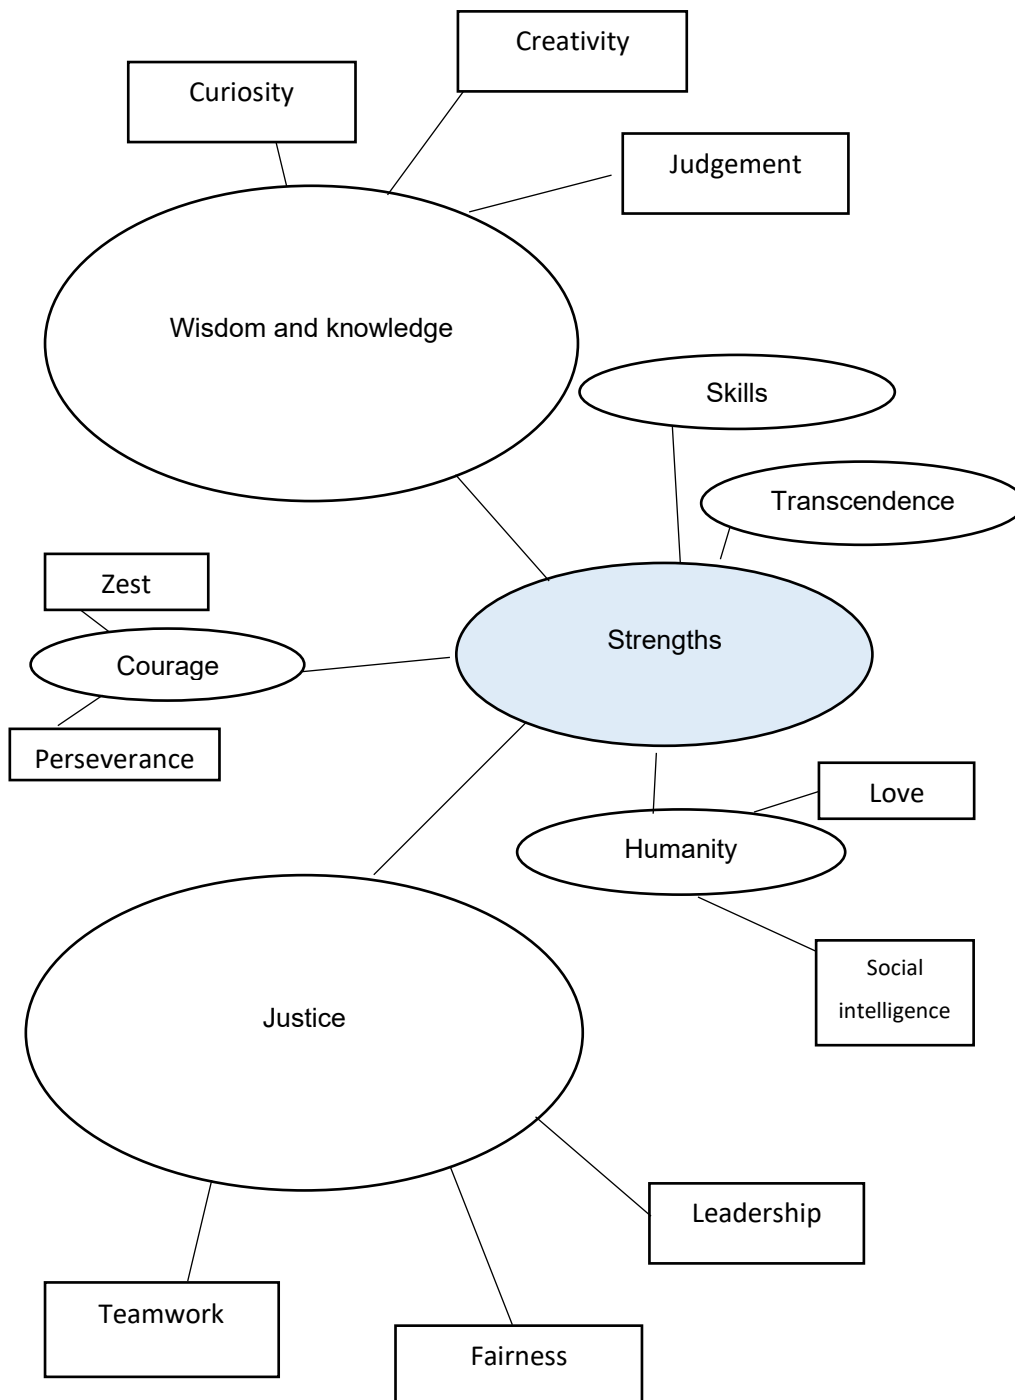 Creativity
Curiosity
Judgement
Wisdom and knowledge
Skills
Transcendence
Zest
Strengths
Courage
Perseverance
Love
Humanity
Social
intelligence
Justice
Leadership
Teamwork
Fairness